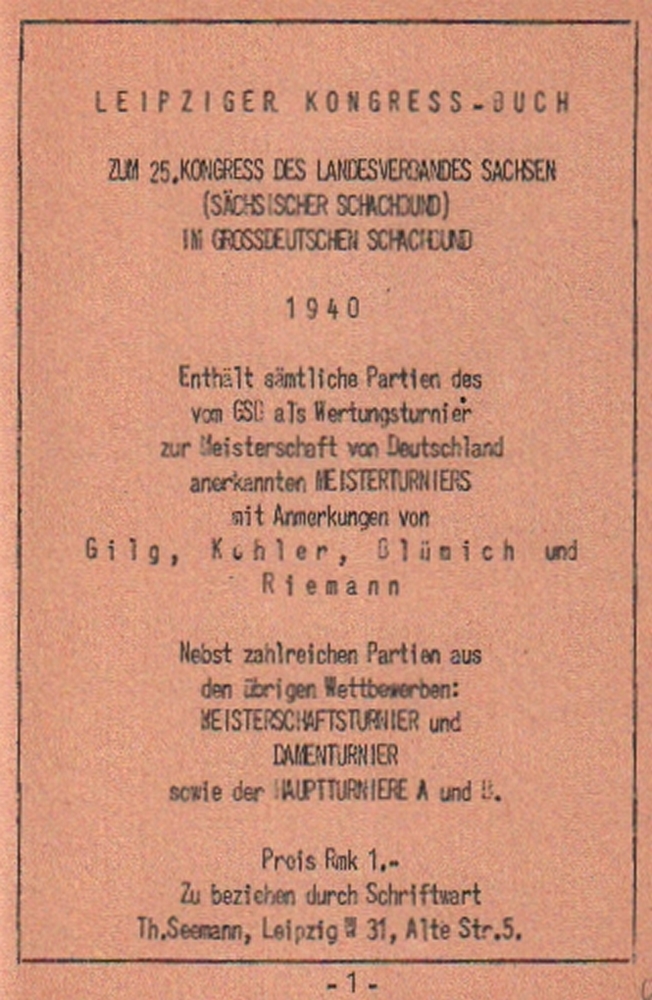 LEIPZIGER KONGRESS-BUCH
ZUM 25.KONGRESS DES LANDESVERBANDES SACHSEN
(SÄCHSISCHER SCHACHBUND)
IM GROSSDEUTSCHEN SCHACHBUND
1940
Enthält sämtliche Partien des
vom GSB als Wertungsturnier
zur Meisterschaft von Deutschland
anerkannten MEISTERTURNIERS
mit Anmerkungen von
Gilg, Kohler, Blümich und
Riemann
Nebst zahlreichen Partien aus
den übrigen Wettbewerben:
MEISTERSCHAFTSTURNIER und
DAMENTURNIER
sowie der HAUPTTURNIERE A und B.
Preis Rmk 1.-
Zu beziehen durch Schriftwart
Th.Seemann, Leipzig W 31, Alte Str.5.
- 1 -